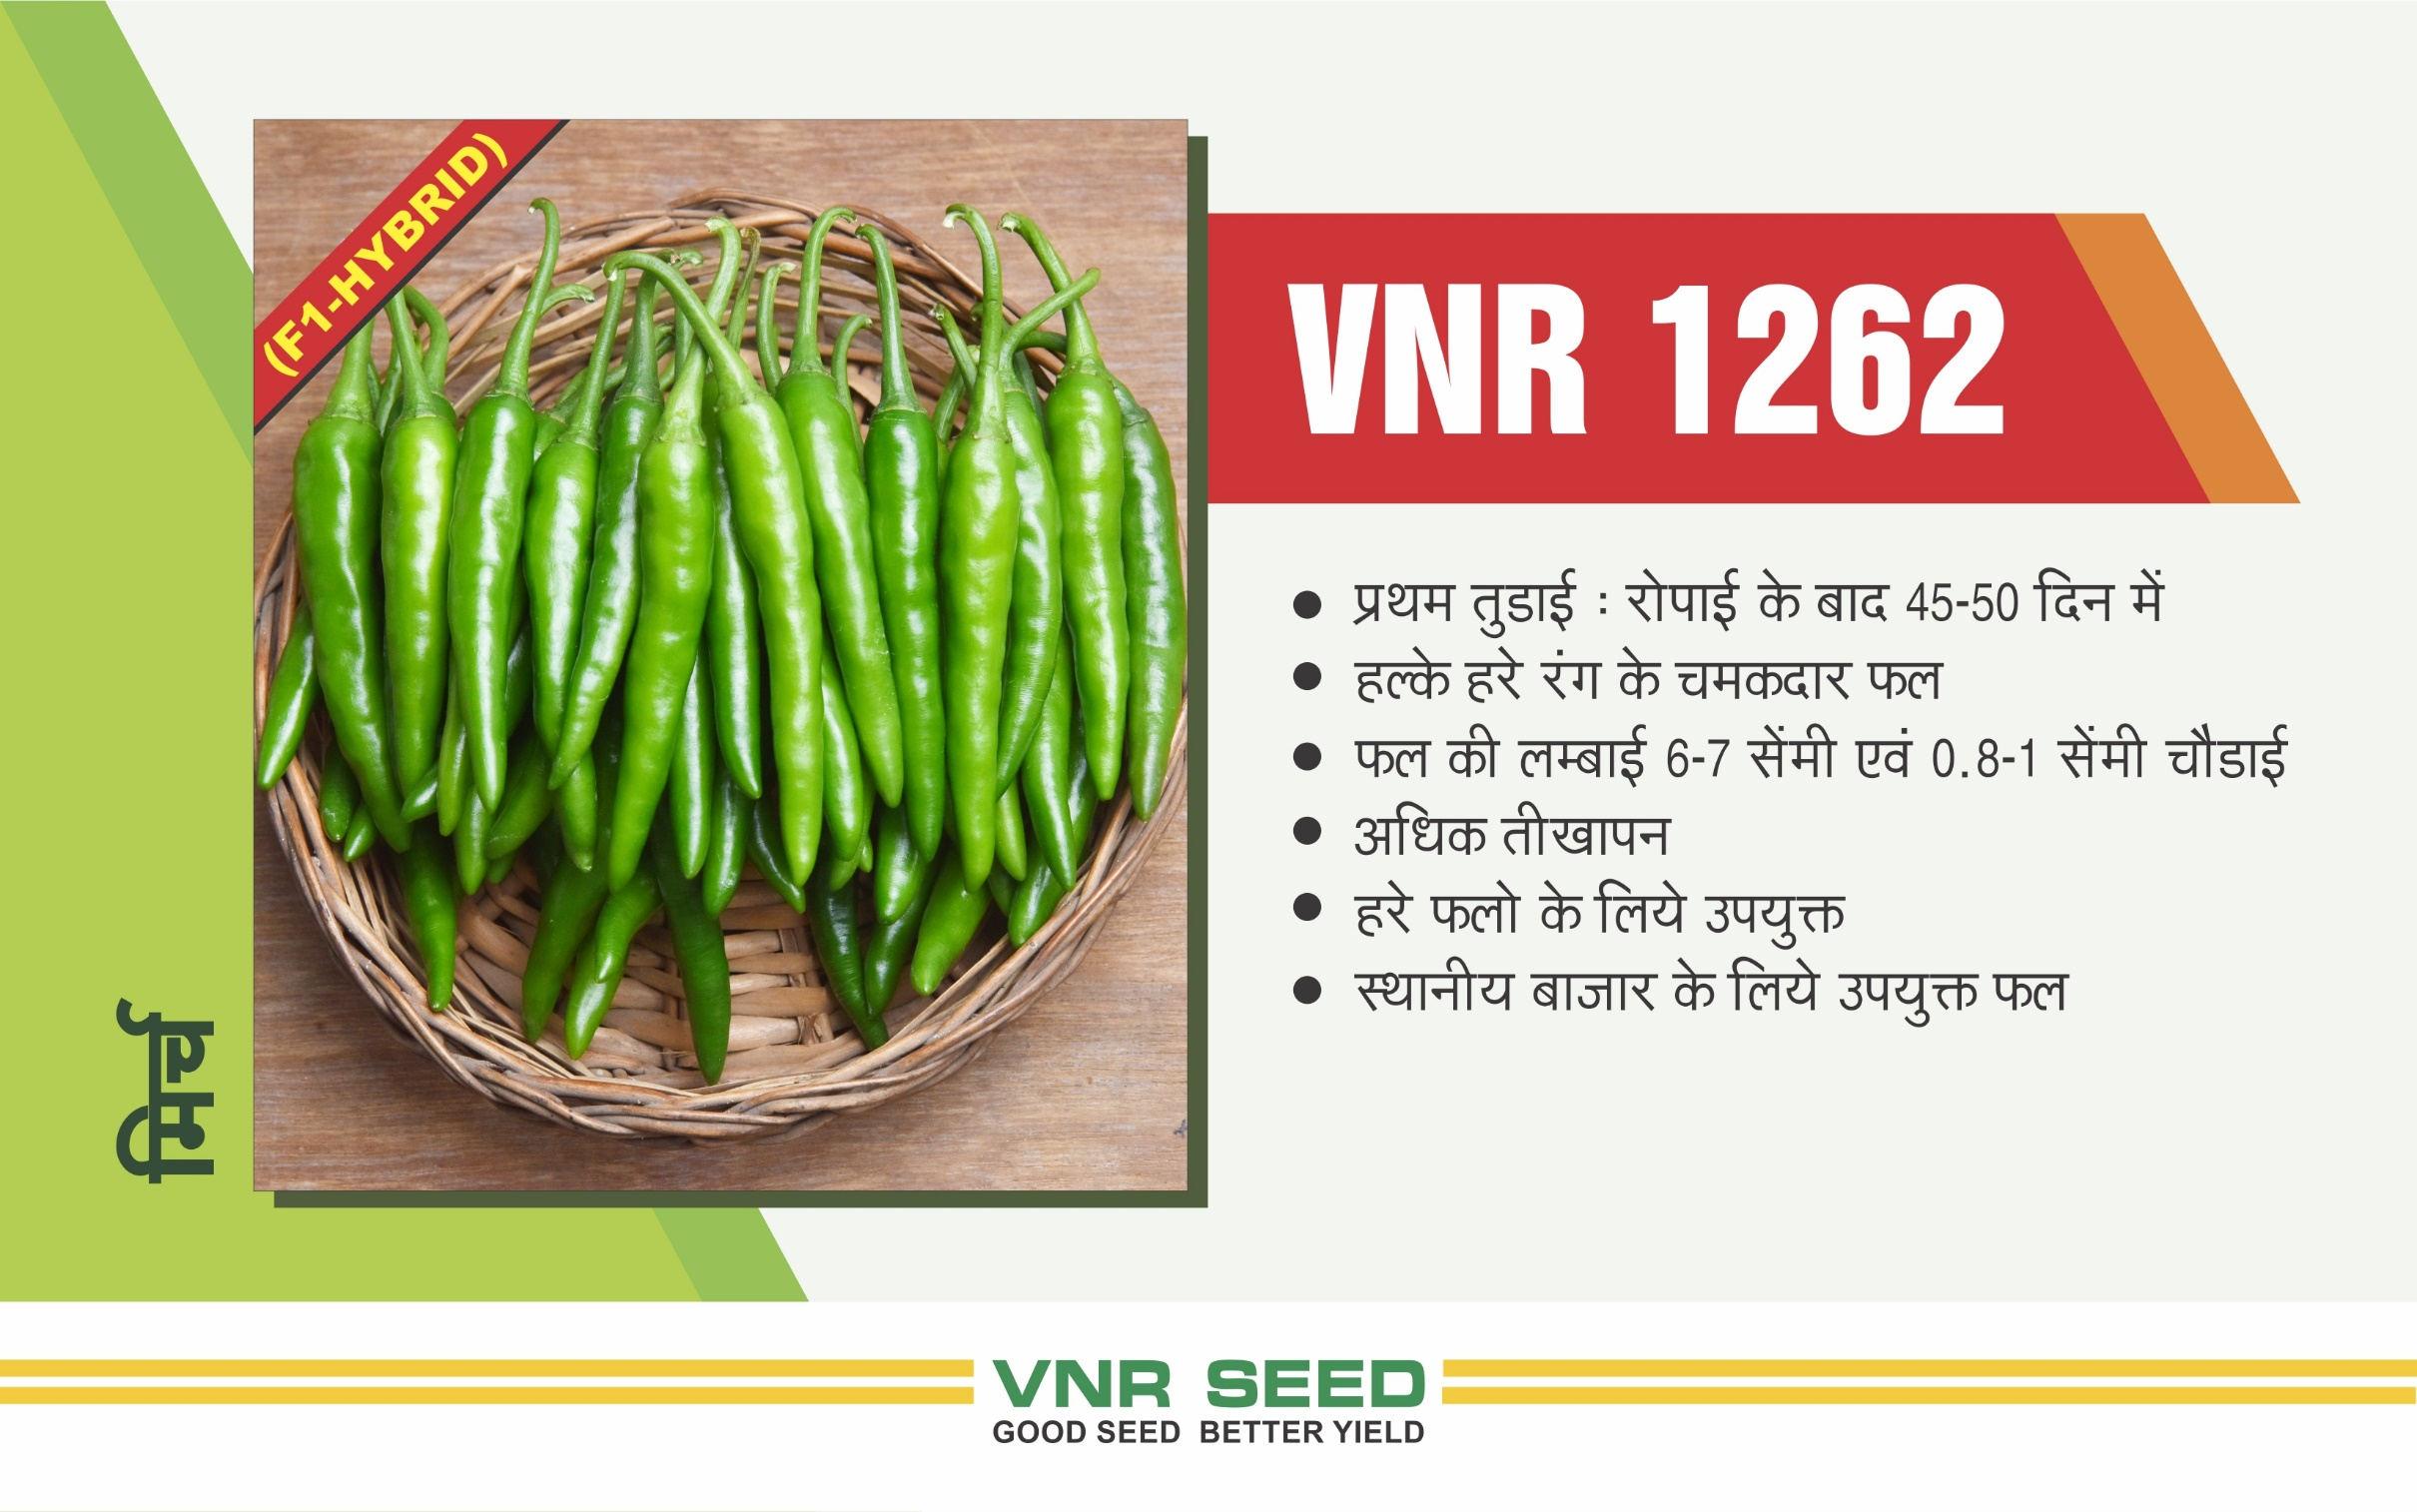 (F1-HYBRID)
VNR 1262
● प्रथम तुडाई : रोपाई के बाद 45-50 दिन में
● हल्के हरे रंग के चमकदार फल
● फल की लम्बाई 6-7 सेंमी एवं 0.8-1 सेंमी चौडाई
● अधिक तीखापन
● हरे फलो के लिये उपयुक्त
● स्थानीय बाजार के लिये उपयुक्त फल
मिर्च
VNR SEED
GOOD SEED BETTER YIELD